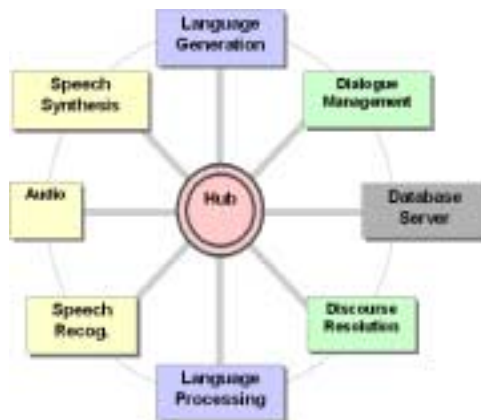 Language
Generation
Speech
Synthesis
Dialogue
Management
Audio
Hub
Database
Server
Speech
Recog.
Discourse
Resolution
Language
Processing